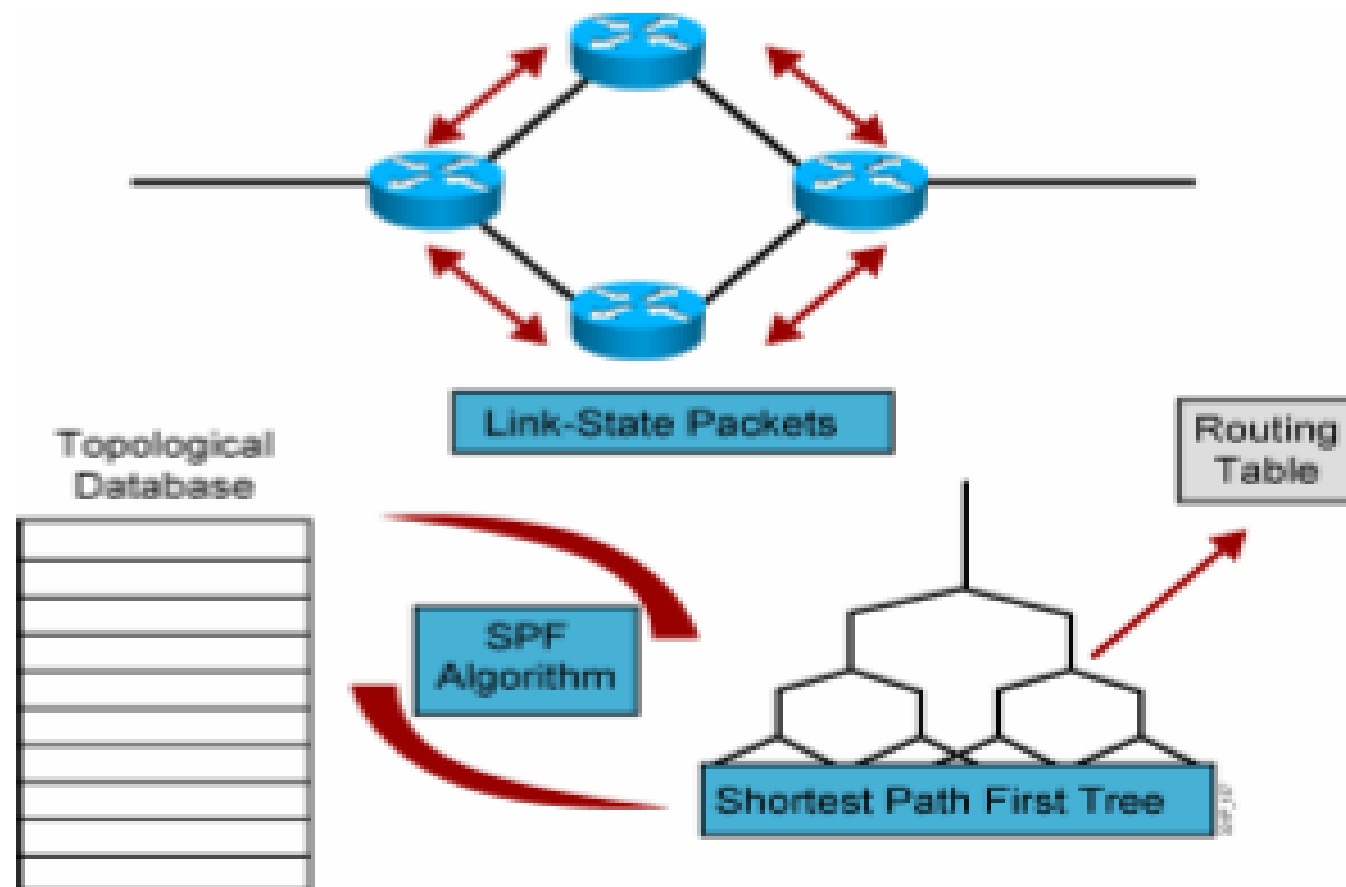 Link-State Packets
Topological
Database
Routing
Table
SPF
Algorithm
Shortest Path First Tree